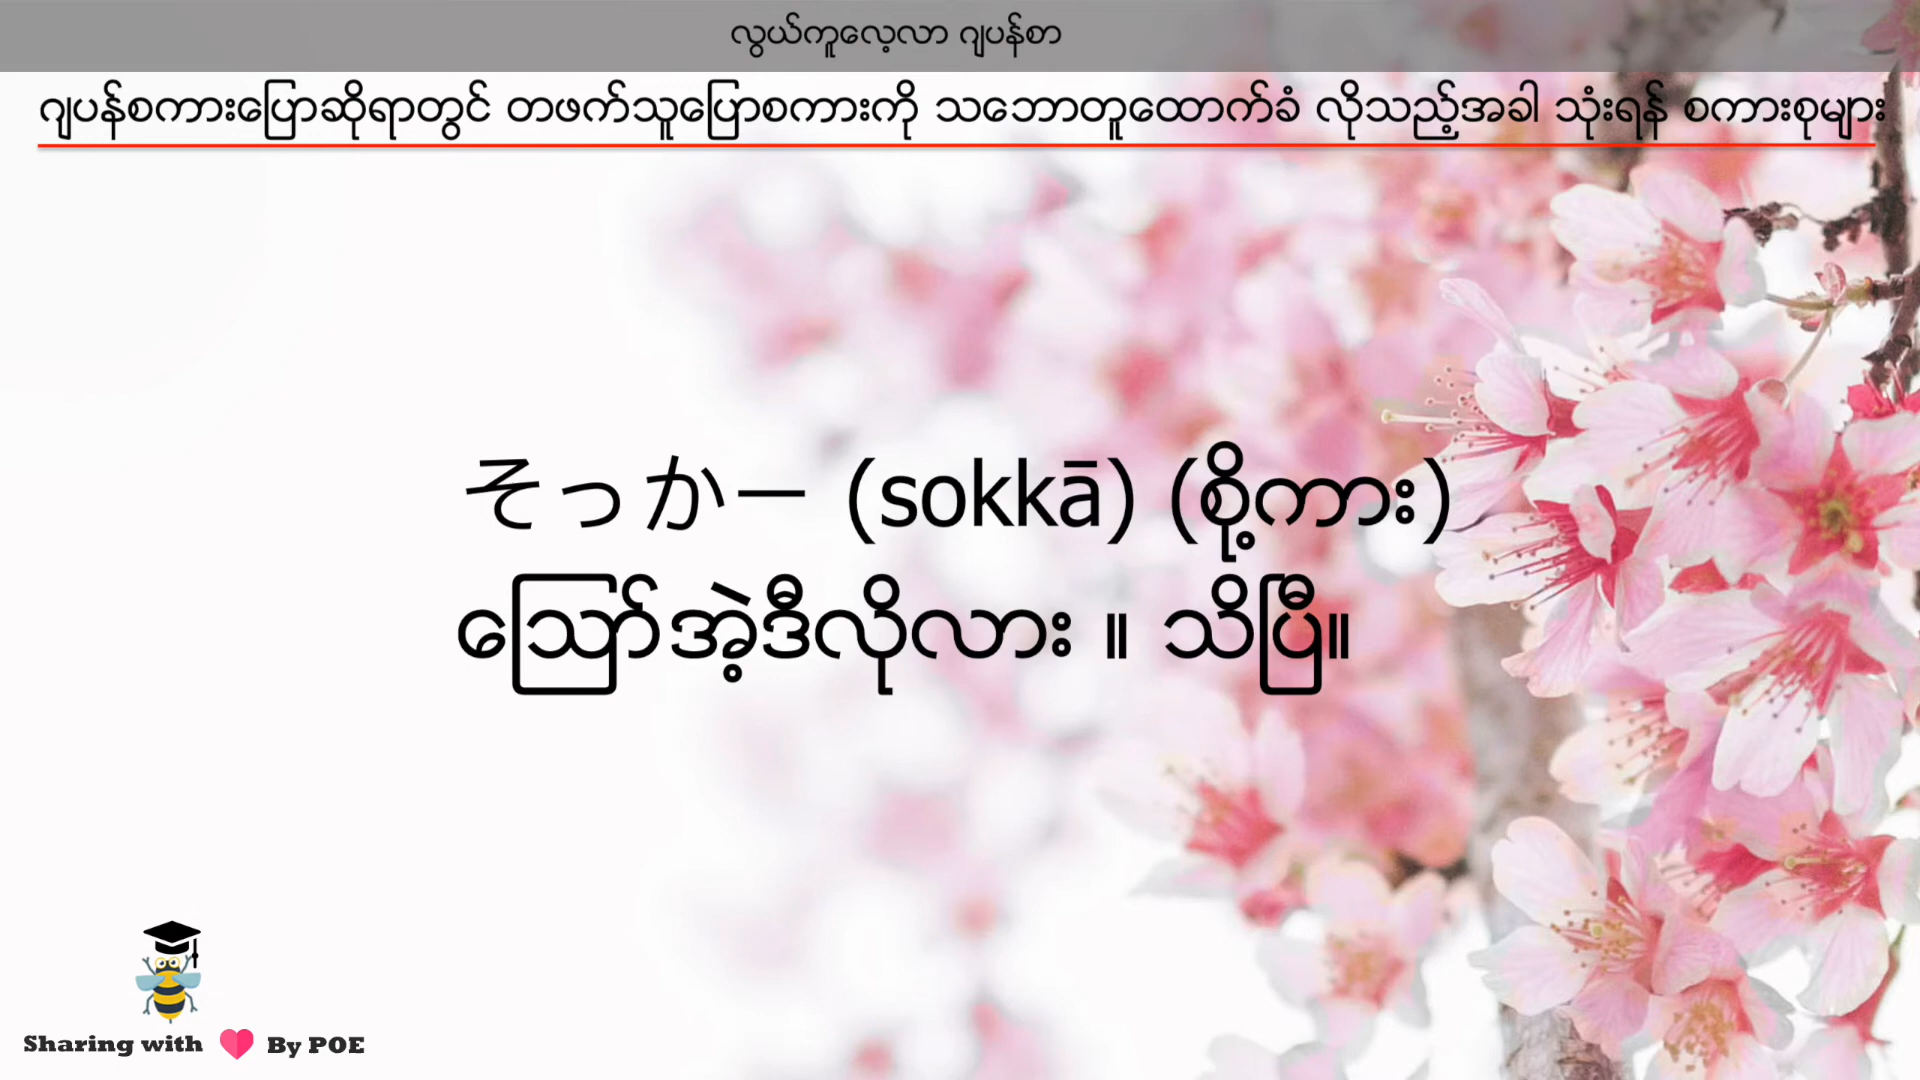 လွယ်ကူလေ့လာ ဂျပန်စာ
ဂျပန်စကားပြောဆိုရာတွင် တဖက်သူပြောစကားကို သဘောတူထောက်ခံ လိုသည့်အခါ သုံးရန် စကားစုများ
そっかー (sokkā) (စို့ကား)
ဪအဲ့ဒီလိုလား ။ သိပြီ။
Sharing with By POE